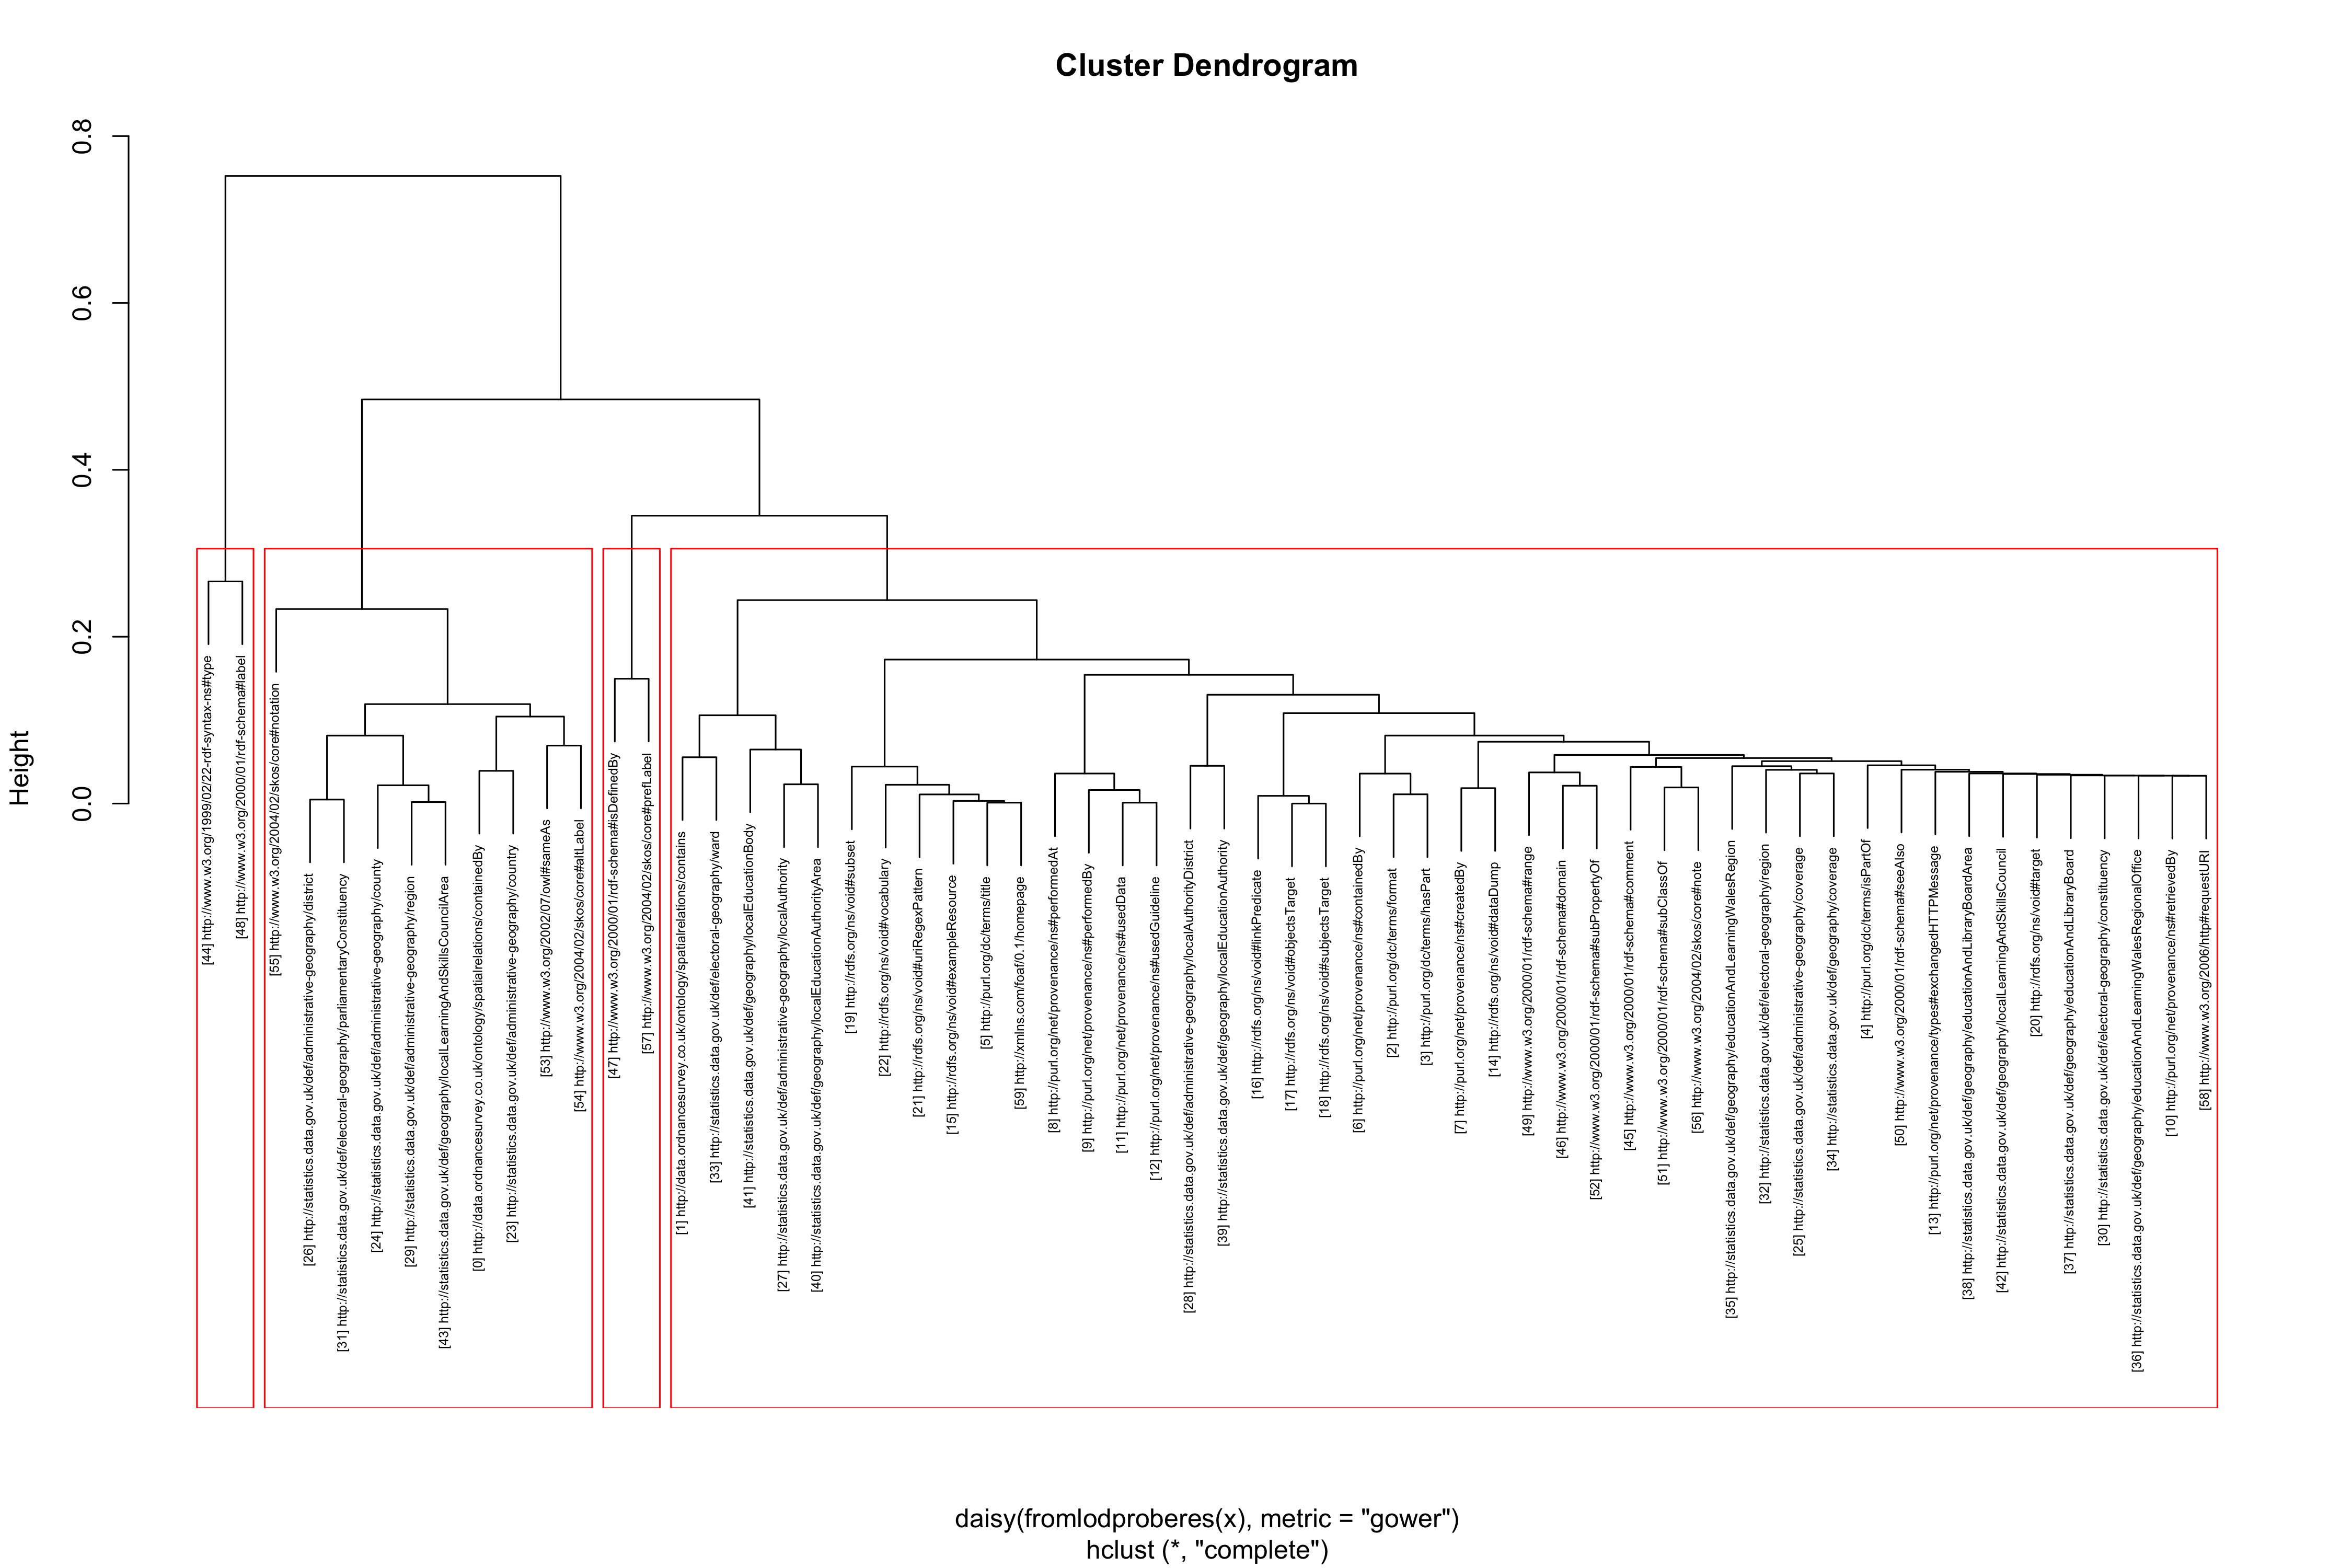 Cluster Dendrogram
Height
0.8
0.6
0.4
0.2
0.0
[44] http://www.w3.org/1999/02/22-rdf-syntax-ns#type
[48] http://www.w3.org/2000/01/rdf-schema#label
[55] http://www.w3.org/2004/02/skos/core#notation
[26] http://statistics.data.gov.uk/def/administrative-geography/district
[31] http://statistics.data.gov.uk/def/electoral-geography/parliamentaryConstituency
[24] http://statistics.data.gov.uk/def/administrative-geography/county
[29] http://statistics.data.gov.uk/def/administrative-geography/region
[43] http://statistics.data.gov.uk/def/geography/localLearningAndSkillsCouncilArea
[0] http://data.ordnancesurvey.co.uk/ontology/spatialrelations/containedBy
[23] http://statistics.data.gov.uk/def/administrative-geography/country
[53] http://www.w3.org/2002/07/owl#sameAs
[54] http://www.w3.org/2004/02/skos/core#altLabel
[47] http://www.w3.org/2000/01/rdf-schema#isDefinedBy
[57] http://www.w3.org/2004/02/skos/core#prefLabel
[1] http://data.ordnancesurvey.co.uk/ontology/spatialrelations/contains
[33] http://statistics.data.gov.uk/def/electoral-geography/ward
[41] http://statistics.data.gov.uk/def/geography/localEducationBody
[27] http://statistics.data.gov.uk/def/administrative-geography/localAuthority
[40] http://statistics.data.gov.uk/def/geography/localEducationAuthorityArea
[19] http://rdfs.org/ns/void#subset
[22] http://rdfs.org/ns/void#vocabulary
[21] http://rdfs.org/ns/void#uriRegexPattern
[15] http://rdfs.org/ns/void#exampleResource
[5] http://purl.org/dc/terms/title
[59] http://xmlns.com/foaf/0.1/homepage
[8] http://purl.org/net/provenance/ns#performedAt
[9] http://purl.org/net/provenance/ns#performedBy
[11] http://purl.org/net/provenance/ns#usedData
[12] http://purl.org/net/provenance/ns#usedGuideline
[28] http://statistics.data.gov.uk/def/administrative-geography/localAuthorityDistrict
[39] http://statistics.data.gov.uk/def/geography/localEducationAuthority
[16] http://rdfs.org/ns/void#linkPredicate
[17] http://rdfs.org/ns/void#objectsTarget
[18] http://rdfs.org/ns/void#subjectsTarget
[6] http://purl.org/net/provenance/ns#containedBy
[2] http://purl.org/dc/terms/format
[3] http://purl.org/dc/terms/hasPart
[7] http://purl.org/net/provenance/ns#createdBy
[14] http://rdfs.org/ns/void#dataDump
[49] http://www.w3.org/2000/01/rdf-schema#range
[46] http://www.w3.org/2000/01/rdf-schema#domain
[52] http://www.w3.org/2000/01/rdf-schema#subPropertyOf
[45] http://www.w3.org/2000/01/rdf-schema#comment
[51] http://www.w3.org/2000/01/rdf-schema#subClassOf
[56] http://www.w3.org/2004/02/skos/core#note
[35] http://statistics.data.gov.uk/def/geography/educationAndLearningWalesRegion
[32] http://statistics.data.gov.uk/def/electoral-geography/region
[25] http://statistics.data.gov.uk/def/administrative-geography/coverage
[34] http://statistics.data.gov.uk/def/geography/coverage
[4] http://purl.org/dc/terms/isPartOf
[50] http://www.w3.org/2000/01/rdf-schema#seeAlso
[13] http://purl.org/net/provenance/types#exchangedHTTPMessage
[38] http://statistics.data.gov.uk/def/geography/educationAndLibraryBoardArea
[42] http://statistics.data.gov.uk/def/geography/localLearningAndSkillsCouncil
[20] http://rdfs.org/ns/void#target
[37] http://statistics.data.gov.uk/def/geography/educationAndLibraryBoard
[30] http://statistics.data.gov.uk/def/electoral-geography/constituency
[36] http://statistics.data.gov.uk/def/geography/educationAndLearningWalesRegionalOffice
[10] http://purl.org/net/provenance/ns#retrievedBy
[58] http://www.w3.org/2006/http#requestURI
daisy(fromlodproberes(x), metric = "gower")
hclust (*, "complete")